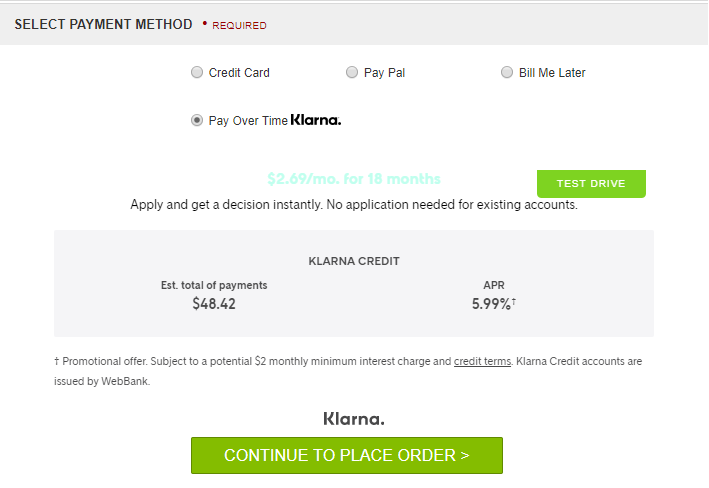 SELECT PAYMENT METHOD • REQUIRED
Credit Card Pay Pal Bill Me Later
Pay Over Time Klarna.
$2.69/mo. for 18 months TEST DRIVE
Apply and get a decision instantly. No application needed for existing accounts.
KLARNA CREDIT
Est. total of payments APR
$48.42 5.99%†
† Promotional offer. Subject to a potential $2 monthly minimum interest charge and credit terms. Klarna Credit accounts are
issued by WebBank.
Klarna.
CONTINUE TO PLACE ORDER >